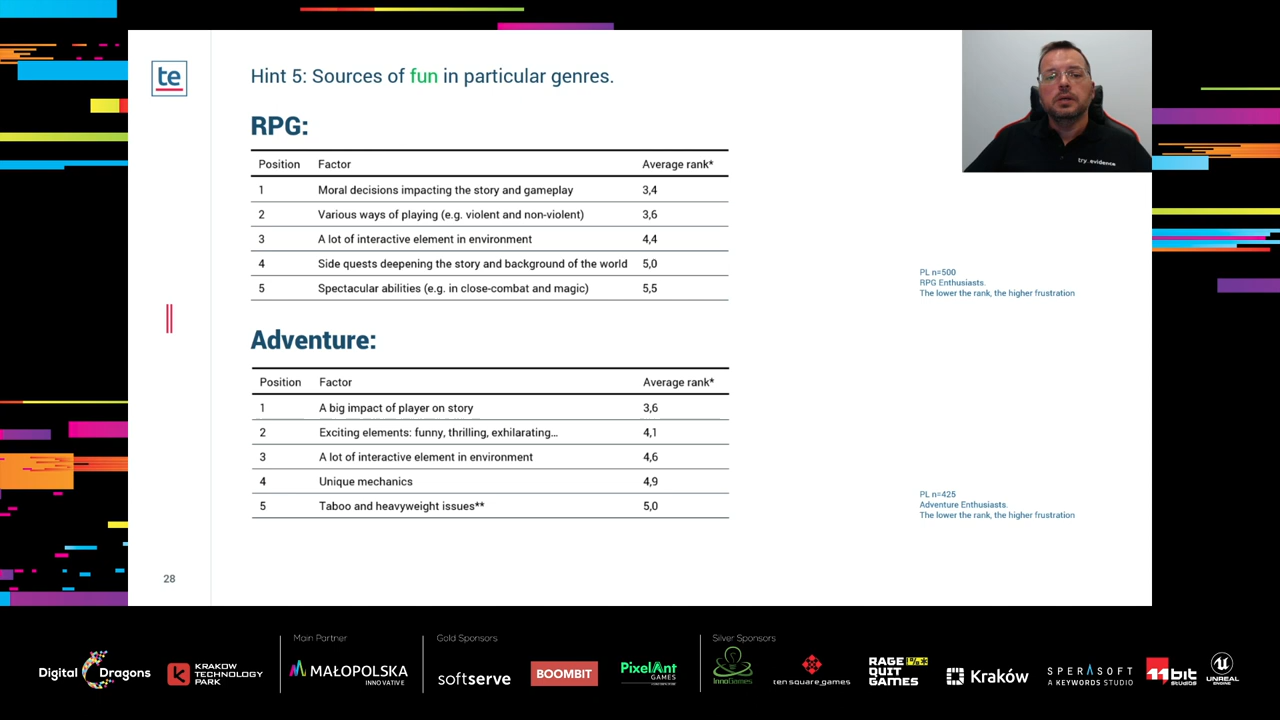 te
Hint 5: Sources of fun in particular genres.
RPG:
Position Factor Average rank*
1 Moral decisions impacting the story and gameplay 3,4
2 Various ways of playing (e.g. violent and non-violent) 3,6
3 A lot of interactive element in environment 4,4
4 Side quests deepening the story and background of the world 5,0
5 Spectacular abilities (e.g. in close-combat and magic) 5,5
PL n=500
RPG Enthusiasts.
The lower the rank, the higher frustration
Adventure:
Position Factor Average rank*
1 A big impact of player on story 3,6
2 Exciting elements: funny, thrilling, exhilarating... 4,1
3 A lot of interactive element in environment 4,6
4 Unique mechanics 4,9
5 Taboo and heavyweight issues** 5,0
PL n=425
Adventure Enthusiasts.
The lower the rank, the higher frustration
28
try evidence
Main Partner
Gold Sponsors
Silver Sponsors
Digital Dragons
KRAKOW TECHNOLOGY PARK
MAŁOPOLSKA
INNOVATIVE
softserve
BOOMBIT
PixelAnt
GAMES
InnoGames
ten square games
RAGE QUIT GAMES
Kraków
SPERASOFT
A KEYWORDS STUDIO
11bit
STUDIOS
UNREAL
ENGINE